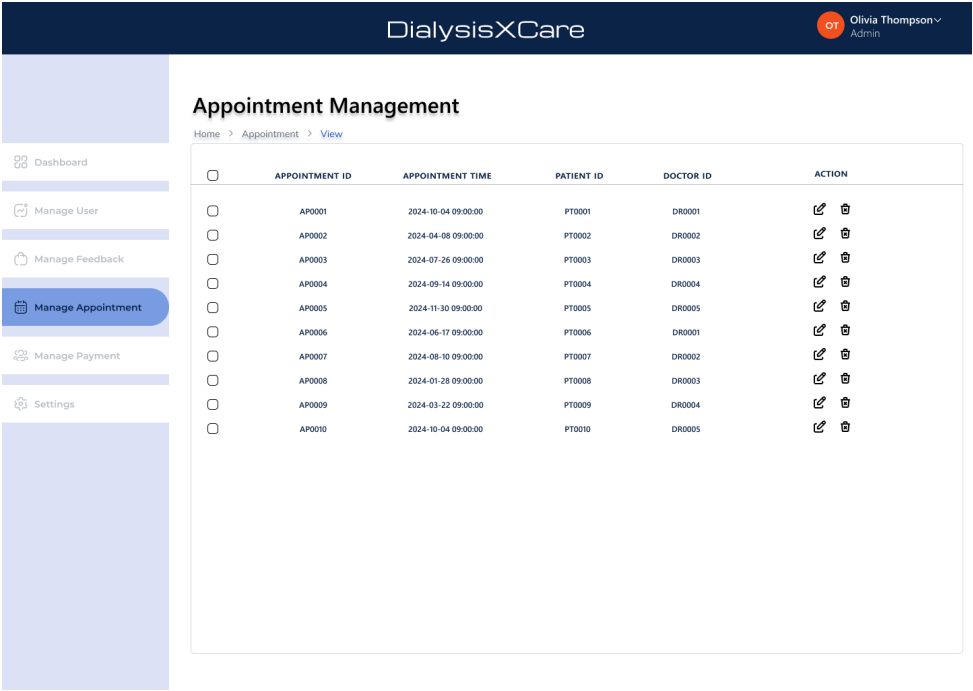 DialysisXCare
OT
Olivia Thompson
Admin
Appointment Management
Home > Appointment > View
Dashboard
Manage User
Manage Feedback
Manage Appointment
Manage Payment
Settings
APPOINTMENT ID APPOINTMENT TIME PATIENT ID DOCTOR ID ACTION
AP0001 2024-10-04 09:00:00 PT0001 DR0001
AP0002 2024-04-08 09:00:00 PT0002 DR0002
AP0003 2024-07-26 09:00:00 PT0003 DR0003
AP0004 2024-09-14 09:00:00 PT0004 DR0004
AP0005 2024-11-30 09:00:00 PT0005 DR0005
AP0006 2024-06-17 09:00:00 PT0006 DR0001
AP0007 2024-08-10 09:00:00 PT0007 DR0002
AP0008 2024-01-28 09:00:00 PT0008 DR0003
AP0009 2024-03-22 09:00:00 PT0009 DR0004
AP0010 2024-10-04 09:00:00 PT0010 DR0005